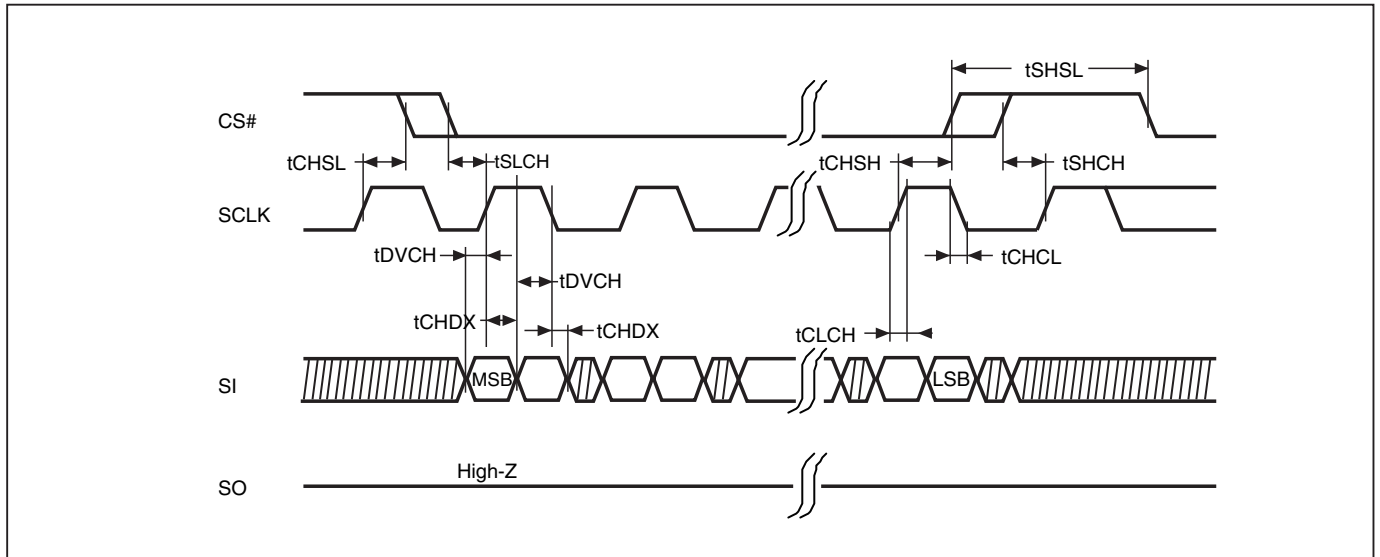 tSHSL
CS#
tCHSL
tSLCH
tCHSH
tSHCH
SCLK
tDVCH
tCHCL
tDVCH
tCHDX
tCHDX
tCLCH
SI
MSB
LSB
High-Z
SO